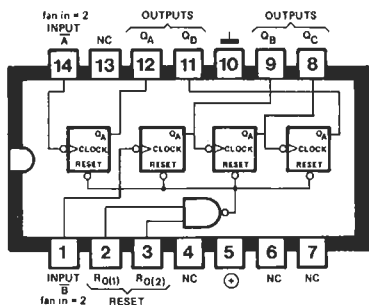 fan in = 2 OUTPUTS OUTPUTS
INPUT
A NC QA QD QB QC
14 13 12 11 10 9 8
QA QA QA QA
CLOCK CLOCK CLOCK CLOCK
RESET RESET RESET RESET
1 2 3 4 5 6 7
INPUT R0(1) R0(2) NC + NC NC
B
fan in = 2 RESET